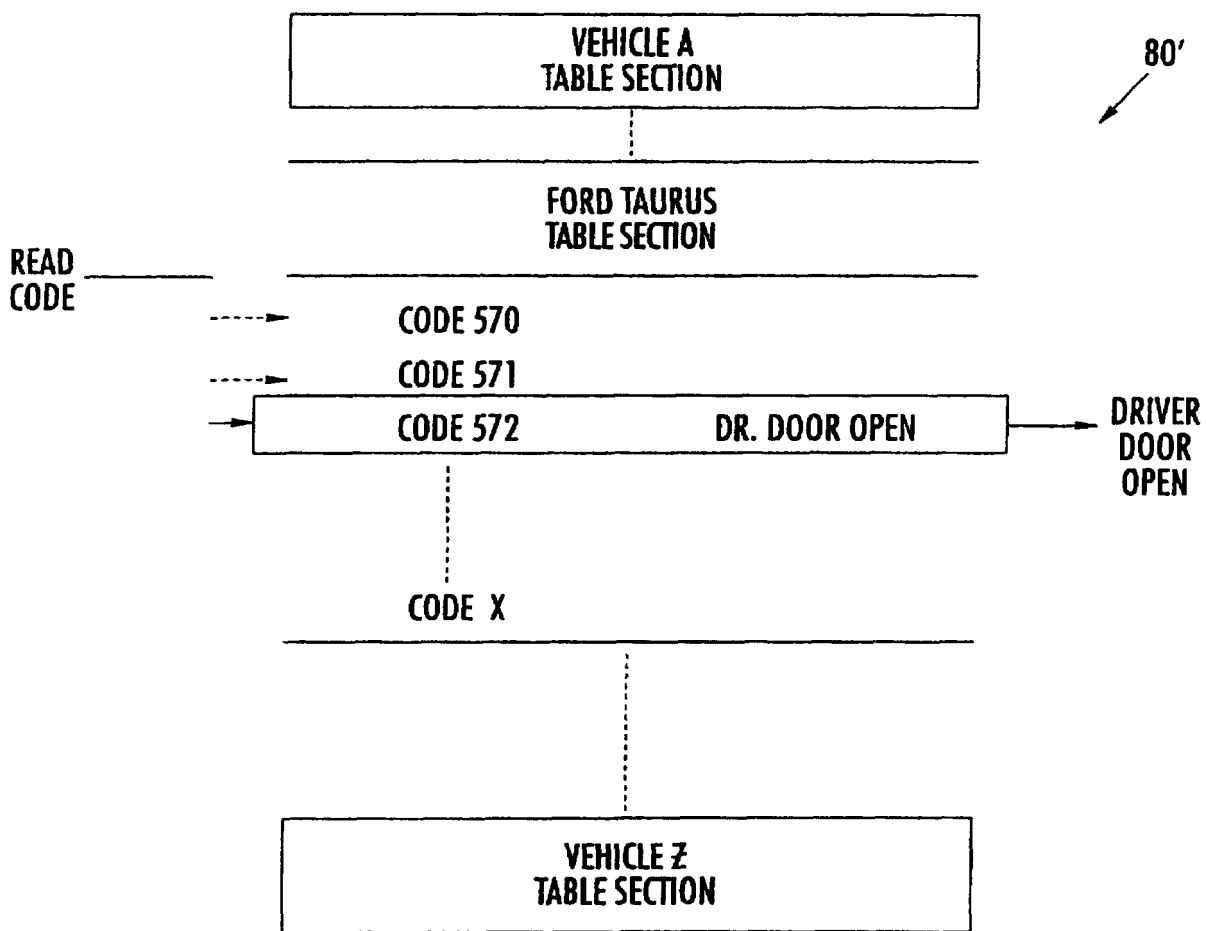 VEHICLE A
TABLE SECTION
80'
FORD TAURUS
TABLE SECTION
READ
CODE
CODE 570
CODE 571
CODE 572 DR. DOOR OPEN
DRIVER
DOOR
OPEN
CODE X
VEHICLE Z
TABLE SECTION